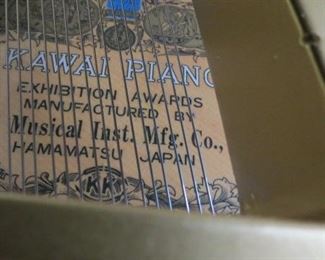 KAWAI PIANO
EXHIBITION AWARDS
MANUFACTURED BY
Musical Inst. Mfg. Co.,
HAMAMATSU JAPAN
KK